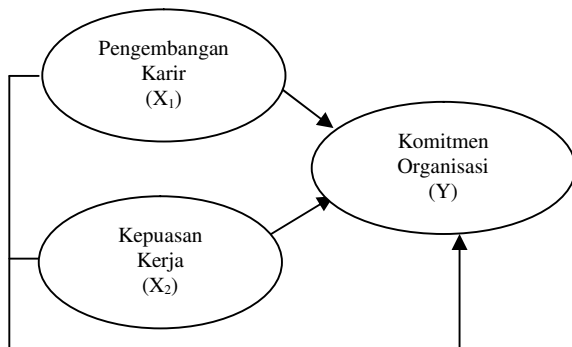 Pengembangan
Karir
(X₁)
Komitmen
Organisasi
(Y)
Kepuasan
Kerja
(X₂)